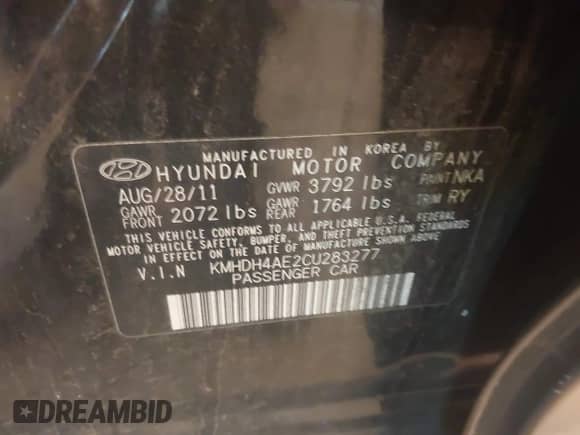 MANUFACTURED IN KOREA BY
HYUNDAI MOTOR COMPANY
AUG/28/11 GVWR 3792 lbs PAINT NKA
GAWR FRONT 2072 lbs GAWR REAR 1764 lbs TRIM RY
THIS VEHICLE CONFORMS TO ALL APPLICABLE U.S.A. FEDERAL
MOTOR VEHICLE SAFETY, BUMPER, AND THEFT PREVENTION STANDARDS
IN EFFECT ON THE DATE OF MANUFACTURE SHOWN ABOVE.
V.I.N KMHDH4AE2CU283277
PASSENGER CAR
DREAMBID